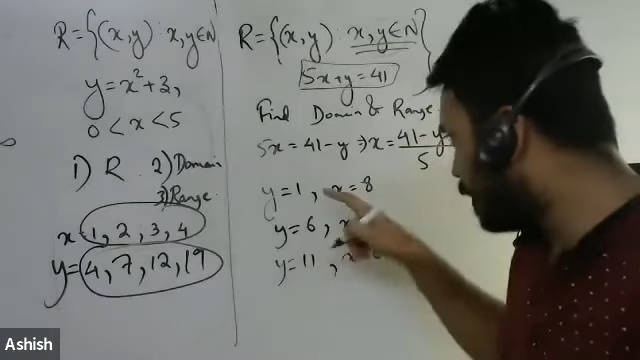 R = {(x, y) : x, y ∈ N
y = x² + 3,
0 < x < 5
1) R 2) Domain
3) Range
x = 1, 2, 3, 4
y = 4, 7, 12, 19
R = {(x, y) : x, y ∈ N
5x + y = 41}
Find Domain & Range
5x = 41 - y ⇒ x = 41 - y / 5
y = 1, x = 8
y = 6, x
y = 11, x
Ashish